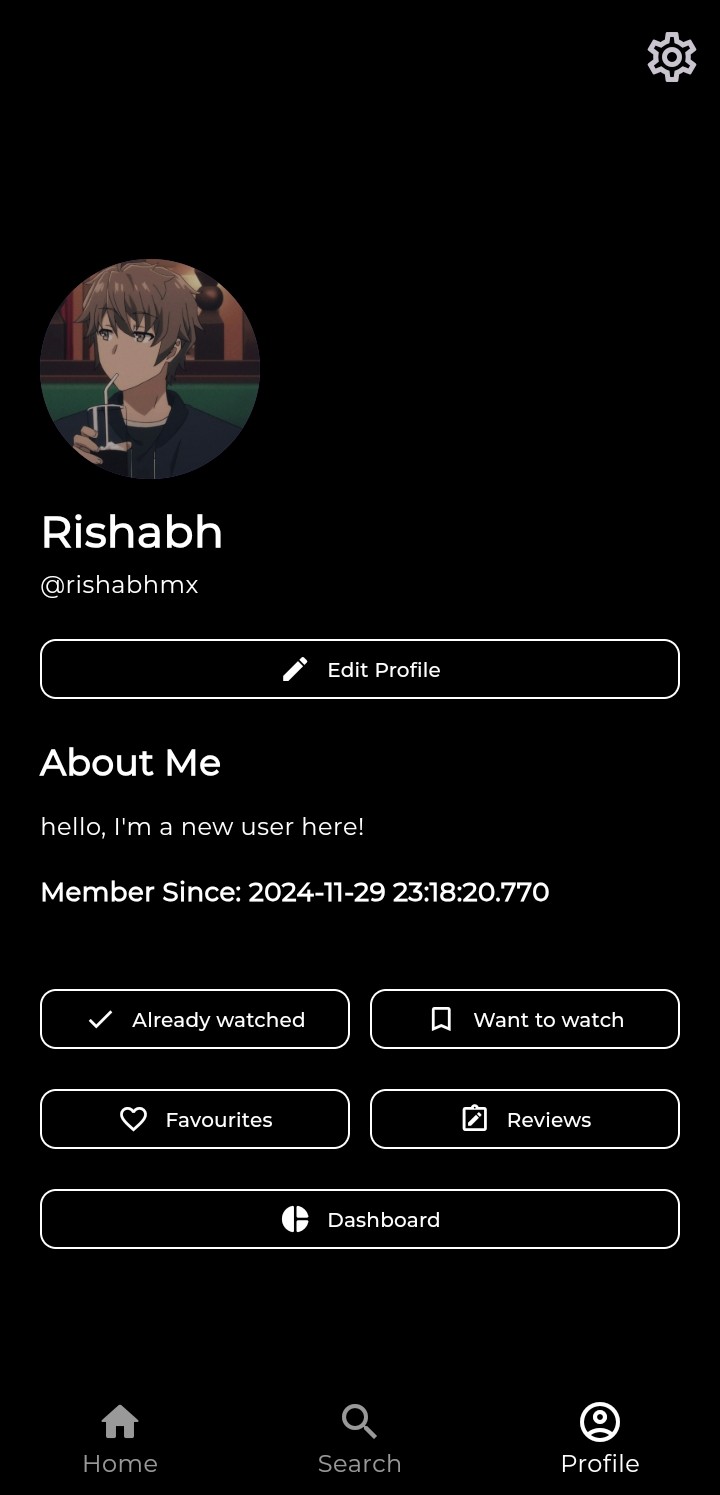 Rishabh
@rishabhmx
Edit Profile
About Me
hello, I'm a new user here!
Member Since: 2024-11-29 23:18:20.770
Already watched
Want to watch
Favourites
Reviews
Dashboard
Home
Search
Profile